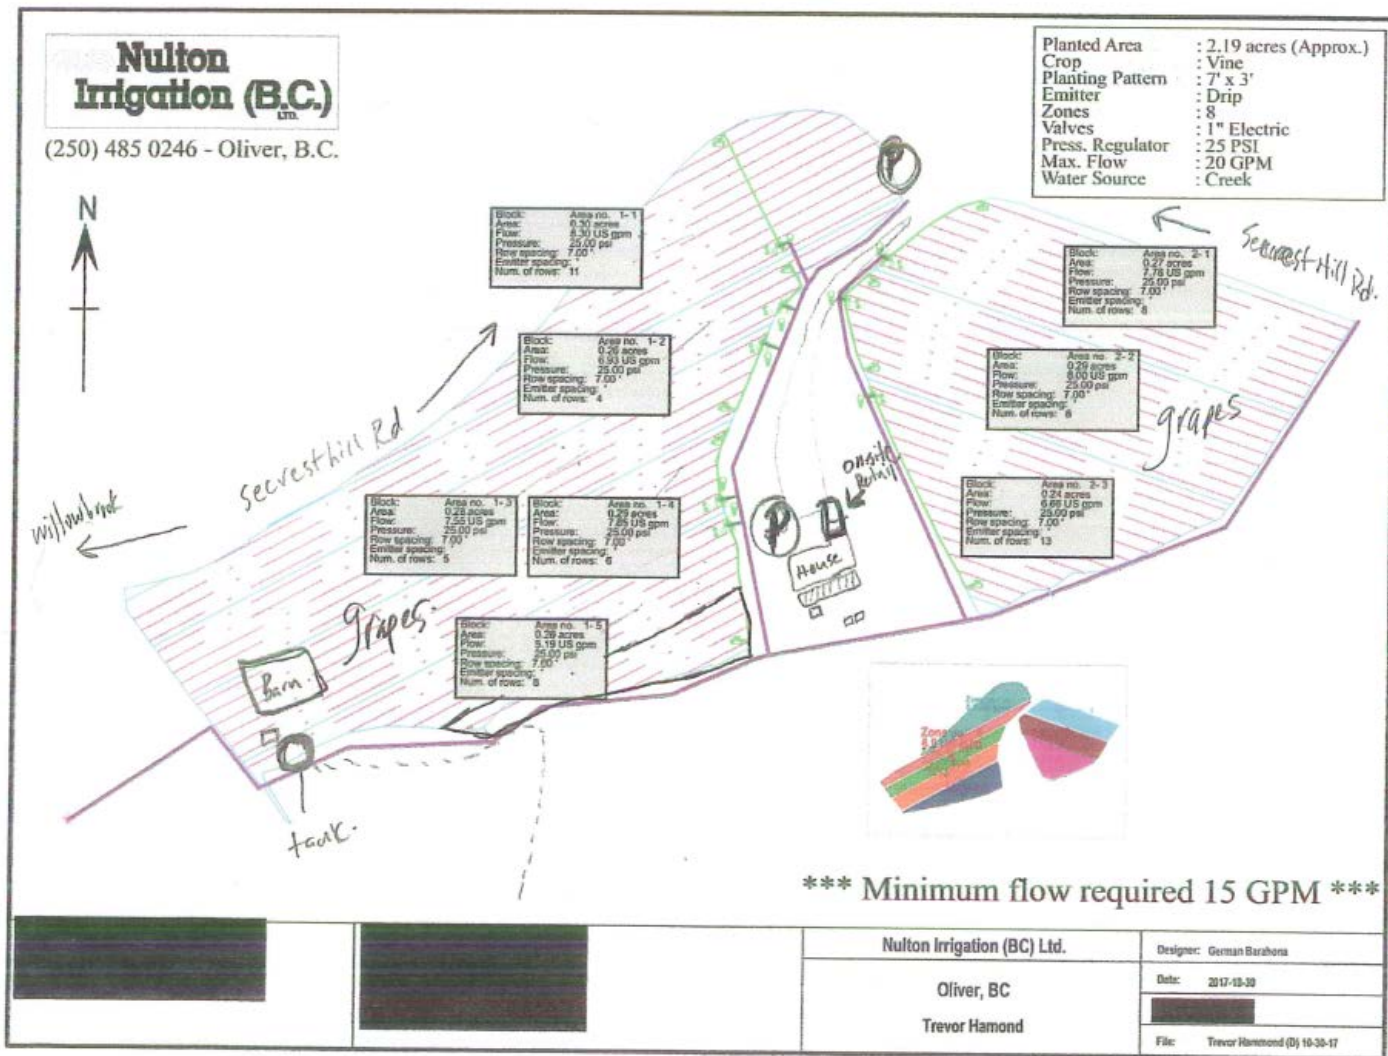 Nulton
Irrigation (B.C.)
LTD.
(250) 485 0246 - Oliver, B.C.
Planted Area : 2.19 acres (Approx.)
Crop : Vine
Planting Pattern : 7' x 3'
Emitter : Drip
Zones : 8
Valves : 1" Electric
Press. Regulator : 25 PSI
Max. Flow : 20 GPM
Water Source : Creek
N
P
Block: Area no. 1- 1
Area: 0.30 acres
Flow: 8.30 US gpm
Pressure: 25.00 psi
Row spacing: 7.00 '
Emitter spacing: '
Num. of rows: 11
Secrest Hill Rd.
Block: Area no. 2- 1
Area: 0.27 acres
Flow: 7.78 US gpm
Pressure: 25.00 psi
Row spacing: 7.00 '
Emitter spacing: '
Num. of rows: 8
Block: Area no. 1- 2
Area: 0.26 acres
Flow: 6.93 US gpm
Pressure: 25.00 psi
Row spacing: 7.00 '
Emitter spacing: '
Num. of rows: 4
Block: Area no. 2- 2
Area: 0.29 acres
Flow: 8.00 US gpm
Pressure: 25.00 psi
Row spacing: 7.00 '
Emitter spacing: '
Num. of rows: 8
grapes
secresthill Rd
willowbrook
onsite
Retail
Block: Area no. 1- 3
Area: 0.28 acres
Flow: 7.55 US gpm
Pressure: 25.00 psi
Row spacing: 7.00 '
Emitter spacing: '
Num. of rows: 5
Block: Area no. 1- 4
Area: 0.29 acres
Flow: 7.85 US gpm
Pressure: 25.00 psi
Row spacing: 7.00 '
Emitter spacing: '
Num. of rows: 6
Block: Area no. 2- 3
Area: 0.24 acres
Flow: 6.66 US gpm
Pressure: 25.00 psi
Row spacing: 7.00 '
Emitter spacing: '
Num. of rows: 13
P
House
grapes.
Block: Area no. 1- 5
Area: 0.26 acres
Flow: 5.19 US gpm
Pressure: 25.00 psi
Row spacing: 7.00 '
Emitter spacing: '
Num. of rows: 8
Barn.
tank.
*** Minimum flow required 15 GPM ***
Nulton Irrigation (BC) Ltd.
Oliver, BC
Trevor Hamond
Designer: German Barahona
Date: 2017-10-30
File: Trevor Hammond (D) 10-30-17